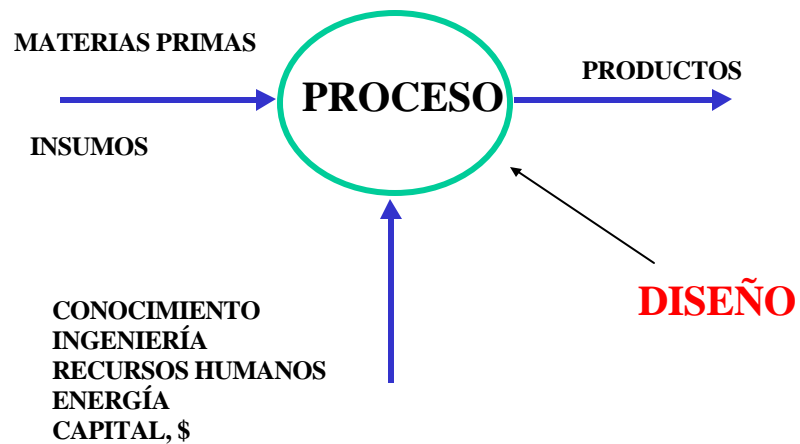 MATERIAS PRIMAS
PROCESO
PRODUCTOS
INSUMOS
DISEÑO
CONOCIMIENTO
INGENIERÍA
RECURSOS HUMANOS
ENERGÍA
CAPITAL, $